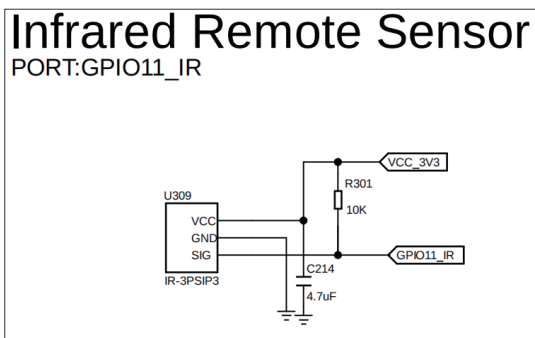 Infrared Remote Sensor
PORT:GPIO11_IR
VCC_3V3
R301
U309
10K
VCC
GND
SIG
GPIO11_IR
C214
IR-3PSIP3
4.7uF